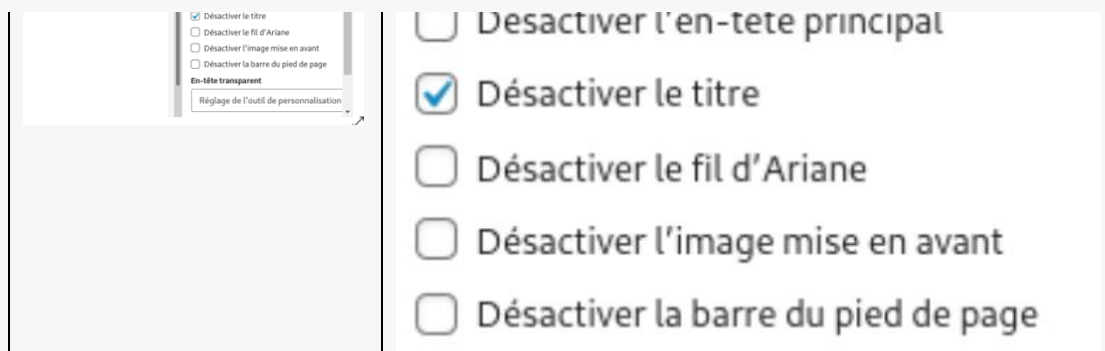 Désactiver le titre
Désactiver le fil d'Ariane
Désactiver l'image mise en avant
Désactiver la barre du pied de page
En-tête transparent
Réglage de l'outil de personnalisation
Désactiver l'en-tête principal
Désactiver le titre
Désactiver le fil d'Ariane
Désactiver l'image mise en avant
Désactiver la barre du pied de page